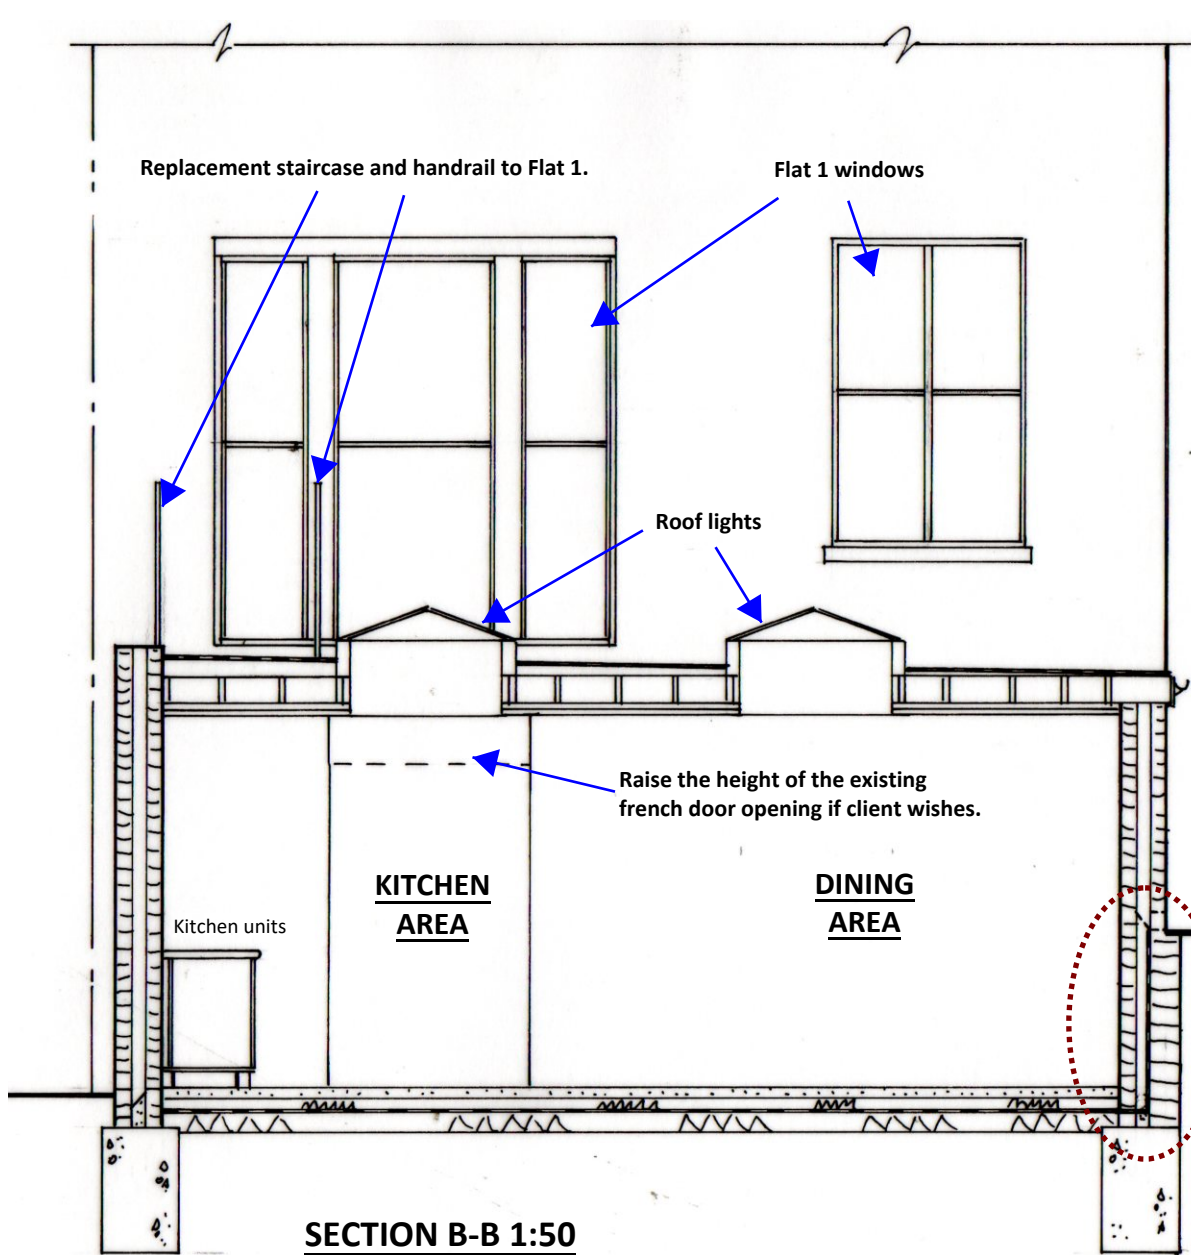 Replacement staircase and handrail to Flat 1.
Flat 1 windows
Roof lights
Raise the height of the existing
french door opening if client wishes.
KITCHEN
AREA
DINING
AREA
Kitchen units
SECTION B-B 1:50